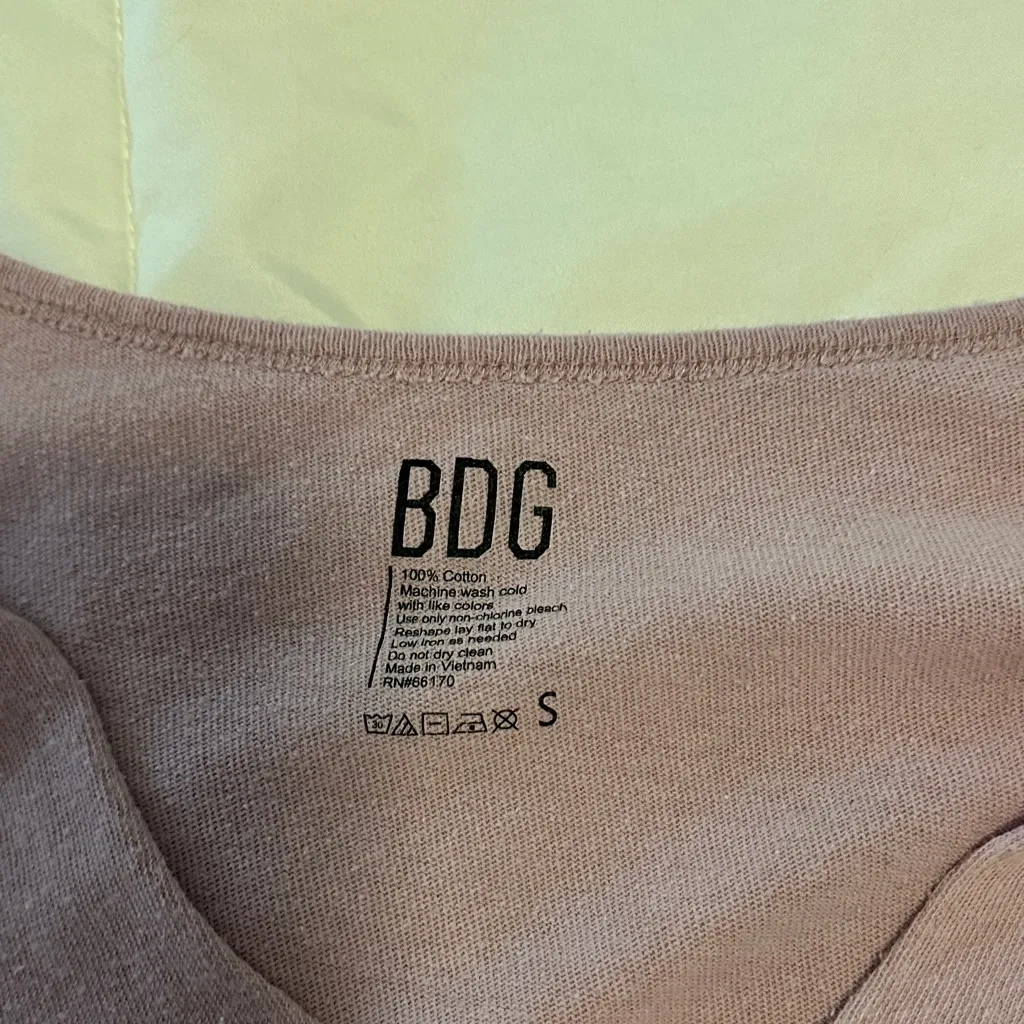 BDG
100% Cotton
Machine wash cold
with like colors
Use only non-chlorine bleach
Reshape lay flat to dry
Low iron as needed
Do not dry clean
Made in Vietnam
RN#66170
30
S